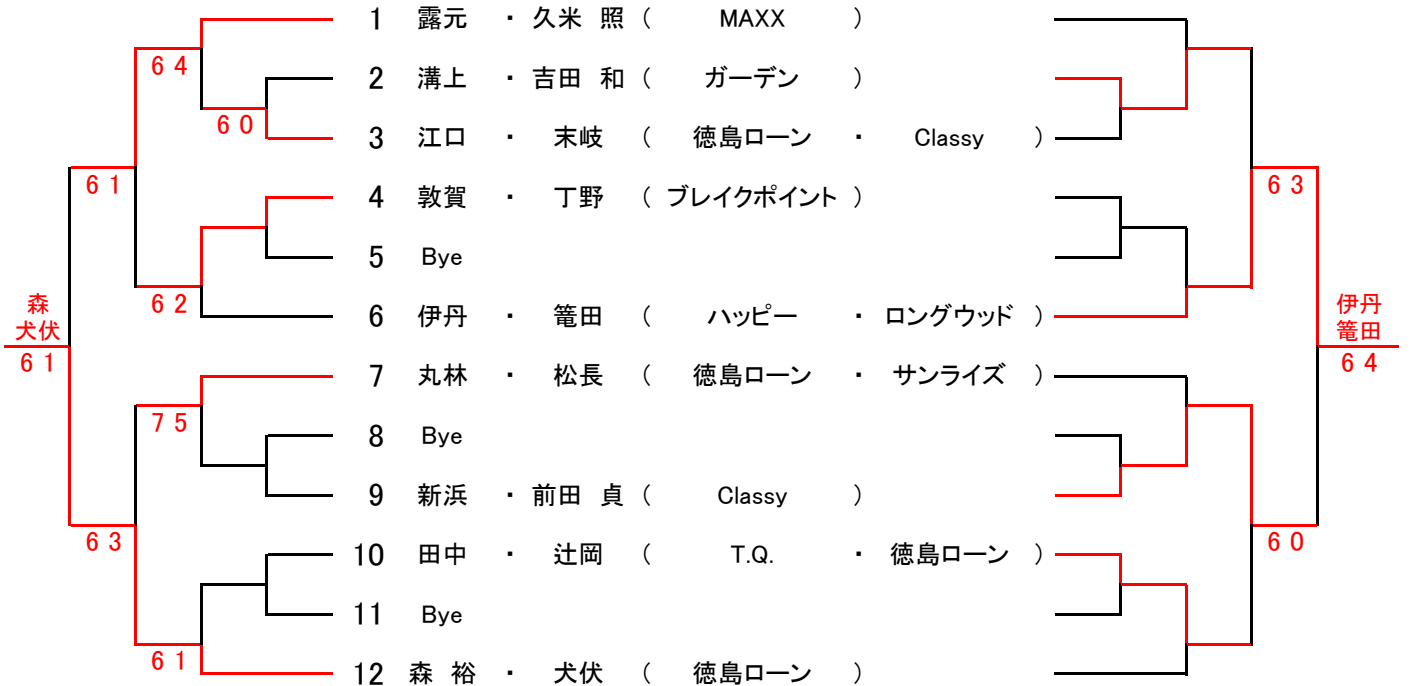 1 露元 ・ 久米 照 ( MAXX )
6 4
2 溝上 ・ 吉田 和 ( ガーデン )
6 0
3 江口 ・ 末岐 ( 徳島ローン ・ Classy )
6 1
6 3
4 敦賀 ・ 丁野 ( ブレイクポイント )
5 Bye
6 2
6 伊丹 ・ 篭田 ( ハッピー ・ ロングウッド )
森
犬伏
6 1
伊丹
篭田
6 4
7 丸林 ・ 松長 ( 徳島ローン ・ サンライズ )
7 5
8 Bye
9 新浜 ・ 前田 貞 ( Classy )
6 3
6 0
10 田中 ・ 辻岡 ( T.Q. ・ 徳島ローン )
11 Bye
6 1
12 森 裕 ・ 犬伏 ( 徳島ローン )